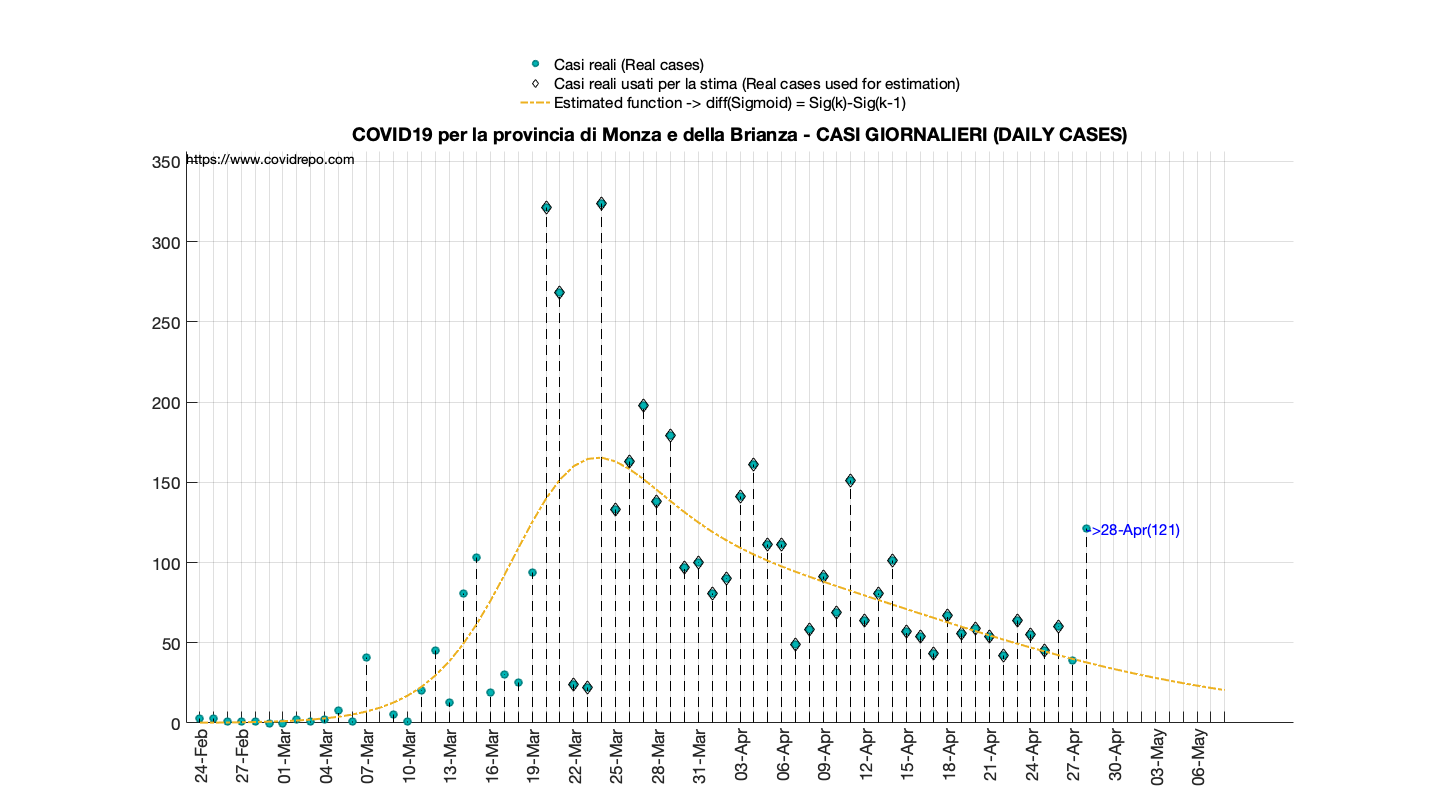 Casi reali (Real cases)
Casi reali usati per la stima (Real cases used for estimation)
Estimated function -> diff(Sigmoid) = Sig(k)-Sig(k-1)
COVID19 per la provincia di Monza e della Brianza - CASI GIORNALIERI (DAILY CASES)
https://www.covidrepo.com
350
300
250
200
150
100
50
0
->28-Apr(121)
24-Feb
27-Feb
01-Mar
04-Mar
07-Mar
10-Mar
13-Mar
16-Mar
19-Mar
22-Mar
25-Mar
28-Mar
31-Mar
03-Apr
06-Apr
09-Apr
12-Apr
15-Apr
18-Apr
21-Apr
24-Apr
27-Apr
30-Apr
03-May
06-May